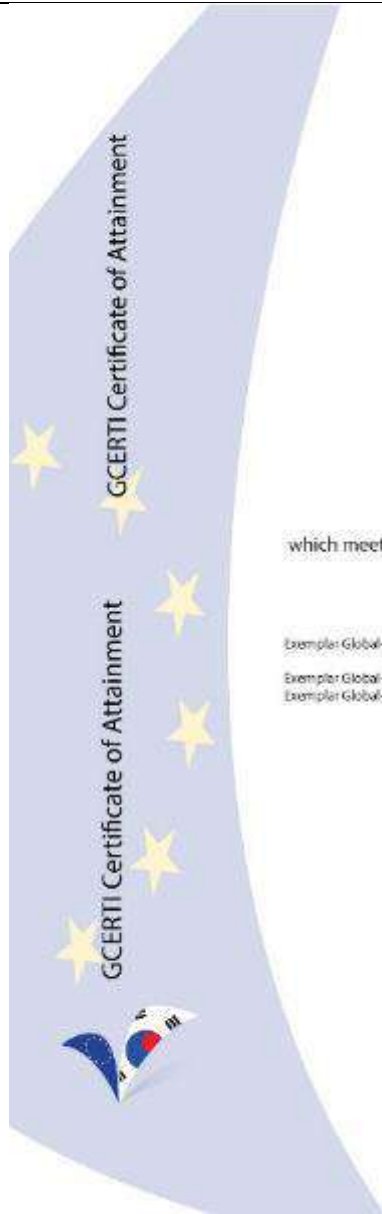 GCERTI Certificate of Attainment
GCERTI Certificate of Attainment
which meet
Exemplar Global-
Exemplar Global-
Exemplar Global-